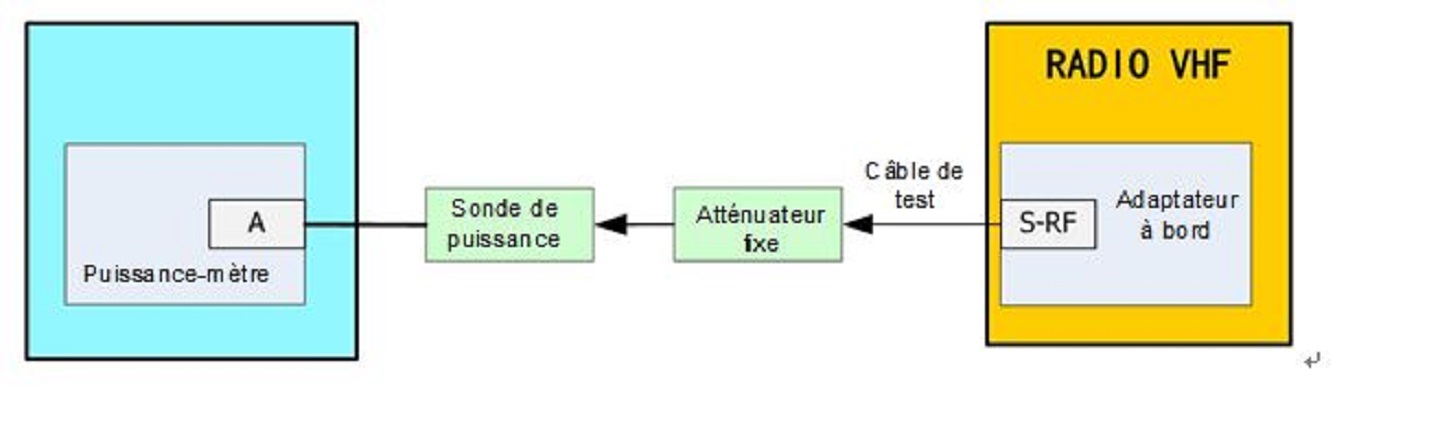 RADIO VHF
Câble de
test
Sonde de
puissance
Atténuateur
fixe
A
S-RF
Adaptateur
à bord
Puissance-mètre